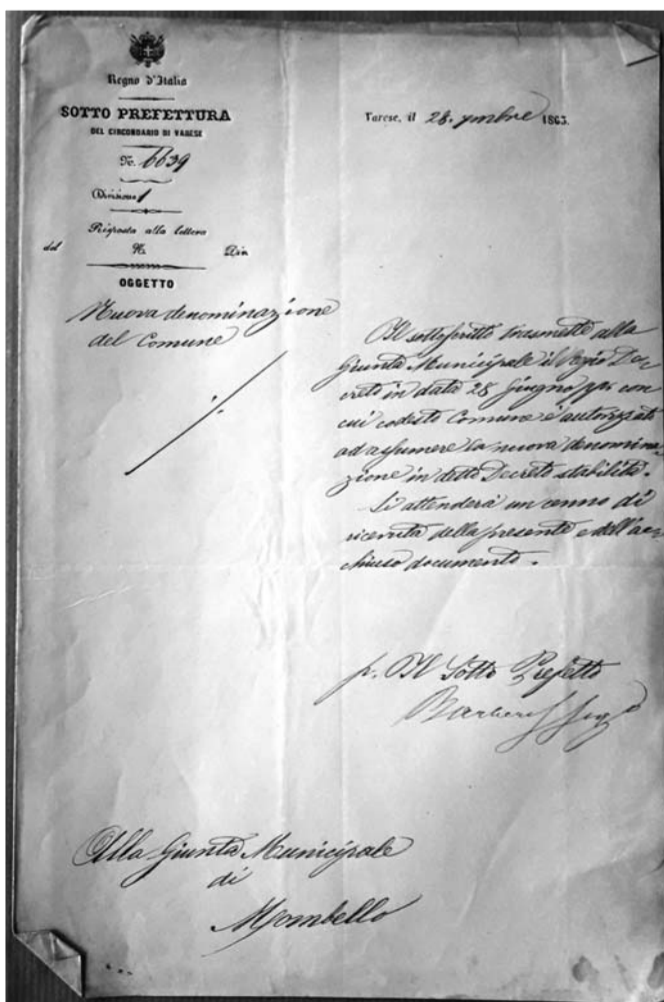 Regno d'Italia
SOTTO PREFETTURA
DEL CIRCONDARIO DI VARESE
N. 6639
Divisione 1
Risposta alla lettera
del N. Div.
OGGETTO
Nuova denominazione
del Comune
Varese, il 28. 9mbre 1863.
Il sottoscritto trasmette alla
Giunta Municipale il Regio De-
creto in data 28 Giugno con
cui codesto Comune è autorizzato
ad assumere la nuova denomina-
zione in detto Decreto stabilita.
Si attenderà un cenno di
ricevuta della presente e dell'ac-
chiuso documento.
p. Il Sotto Prefetto
Alla Giunta Municipale
di
Mombello